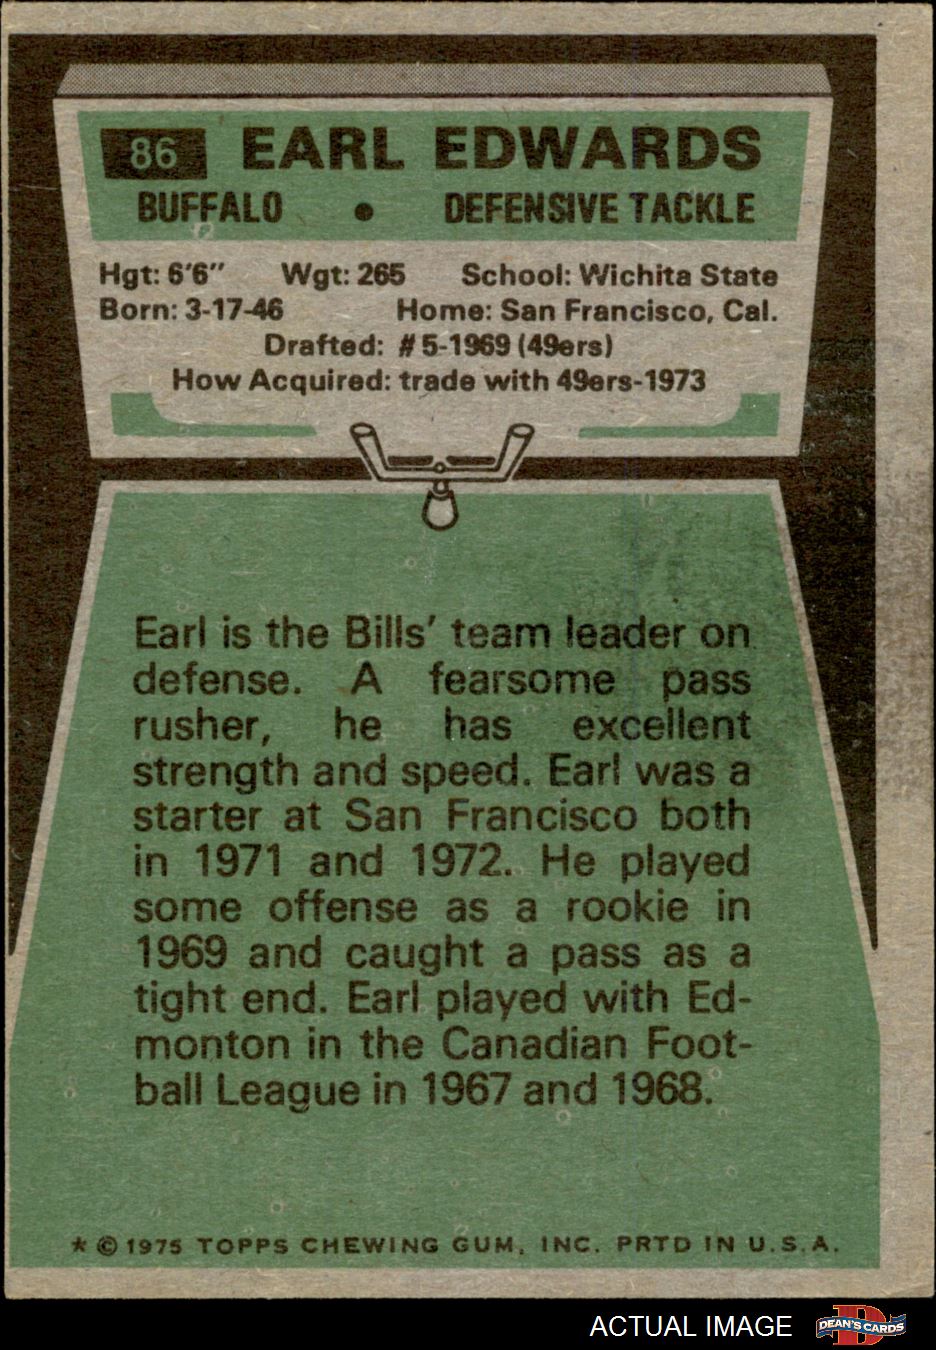 86 EARL EDWARDS
BUFFALO • DEFENSIVE TACKLE
Hgt: 6'6" Wgt: 265 School: Wichita State
Born: 3-17-46 Home: San Francisco, Cal.
Drafted: #5-1969 (49ers)
How Acquired: trade with 49ers-1973
Earl is the Bills' team leader on
defense. A fearsome pass
rusher, he has excellent
strength and speed. Earl was a
starter at San Francisco both
in 1971 and 1972. He played
some offense as a rookie in
1969 and caught a pass as a
tight end. Earl played with Ed-
monton in the Canadian Foot-
ball League in 1967 and 1968.
* © 1975 TOPPS CHEWING GUM, INC. PRTD IN U.S.A.
ACTUAL IMAGE DEAN'S CARDS